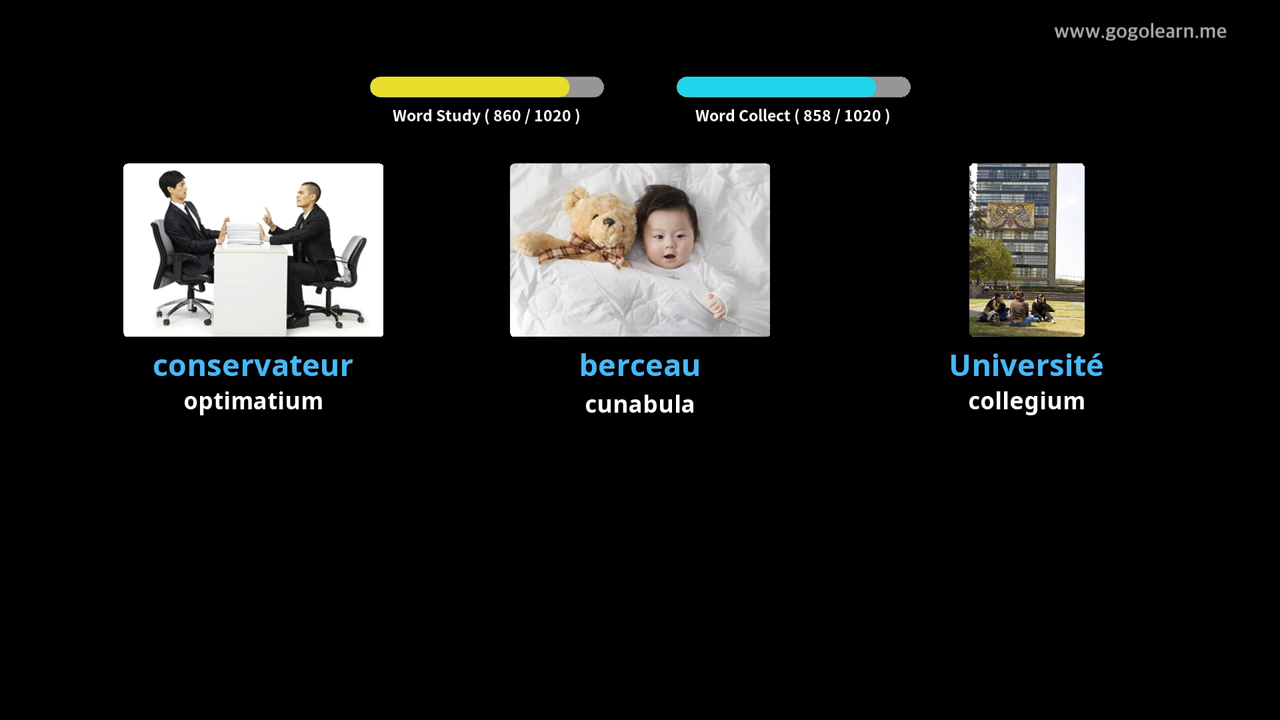 www.gogolearn.me
Word Study ( 860 / 1020 )
Word Collect ( 858 / 1020 )
conservateur
optimatium
berceau
cunabula
Université
collegium